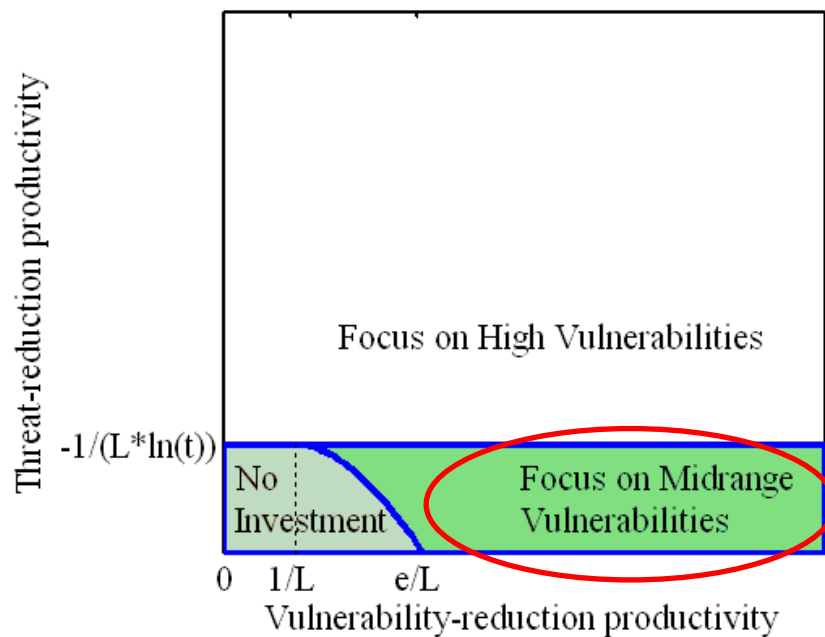 Threat-reduction productivity
Focus on High Vulnerabilities
-1/(L*ln(t))
No
Investment
Focus on Midrange
Vulnerabilities
0
1/L
e/L
Vulnerability-reduction productivity